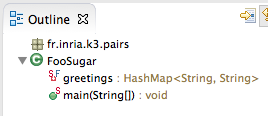 Outline
fr.inria.k3.pairs
FooSugar
greetings : HashMap<String, String>
main(String[]) : void